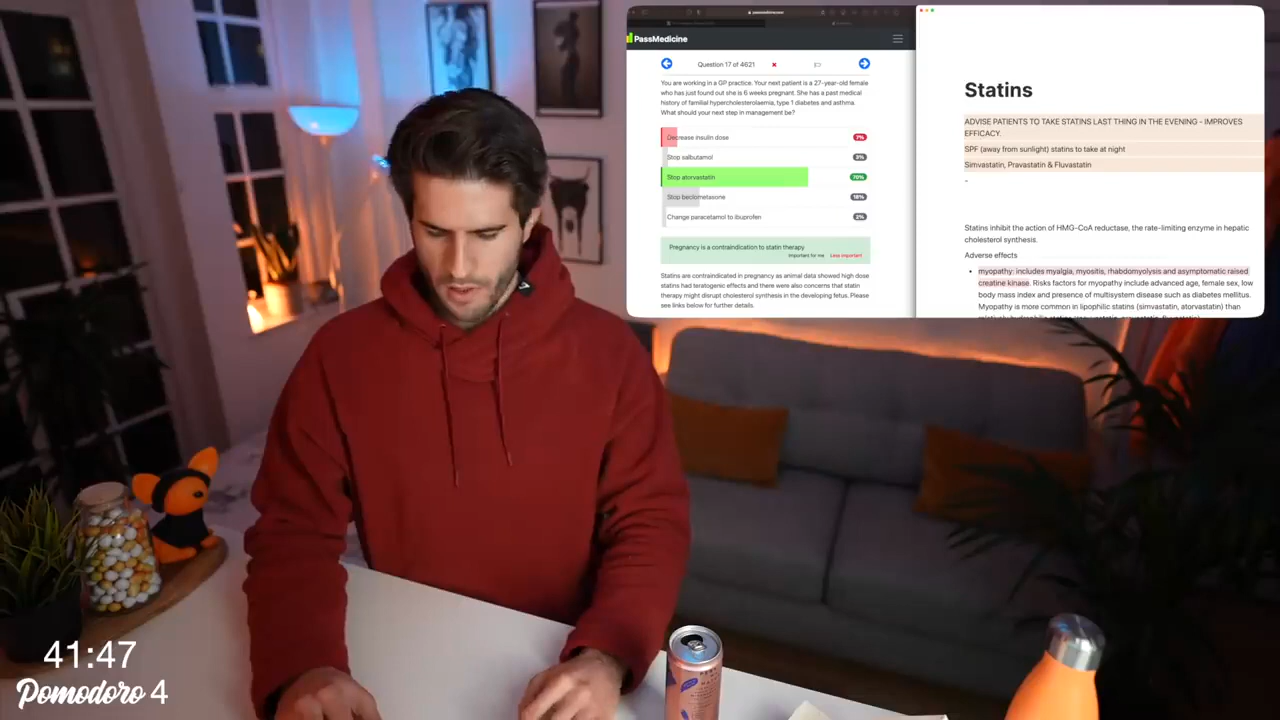 PassMedicine
Question 17 of 4621
You are working in a GP practice. Your next patient is a 27-year-old female
who has just found out she is 6 weeks pregnant. She has a past medical
history of familial hypercholesterolaemia, type 1 diabetes and asthma.
What should your next step in management be?
Decrease insulin dose 7%
Stop salbutamol 3%
Stop atorvastatin 70%
Stop beclometasone 18%
Change paracetamol to ibuprofen 3%
Pregnancy is a contraindication to statin therapy
Important for me Less important
Statins are contraindicated in pregnancy as animal data showed high dose
statins had teratogenic effects and there were also concerns that statin
therapy might disrupt cholesterol synthesis in the developing fetus. Please
see links below for further details.
Statins
ADVISE PATIENTS TO TAKE STATINS LAST THING IN THE EVENING - IMPROVES
EFFICACY.
SPF (away from sunlight) statins to take at night
Simvastatin, Pravastatin & Fluvastatin
-
Statins inhibit the action of HMG-CoA reductase, the rate-limiting enzyme in hepatic
cholesterol synthesis.
Adverse effects
• myopathy: includes myalgia, myositis, rhabdomyolysis and asymptomatic raised
creatine kinase. Risks factors for myopathy include advanced age, female sex, low
body mass index and presence of multisystem disease such as diabetes mellitus.
Myopathy is more common in lipophilic statins (simvastatin, atorvastatin) than
41:47
Pomodoro 4